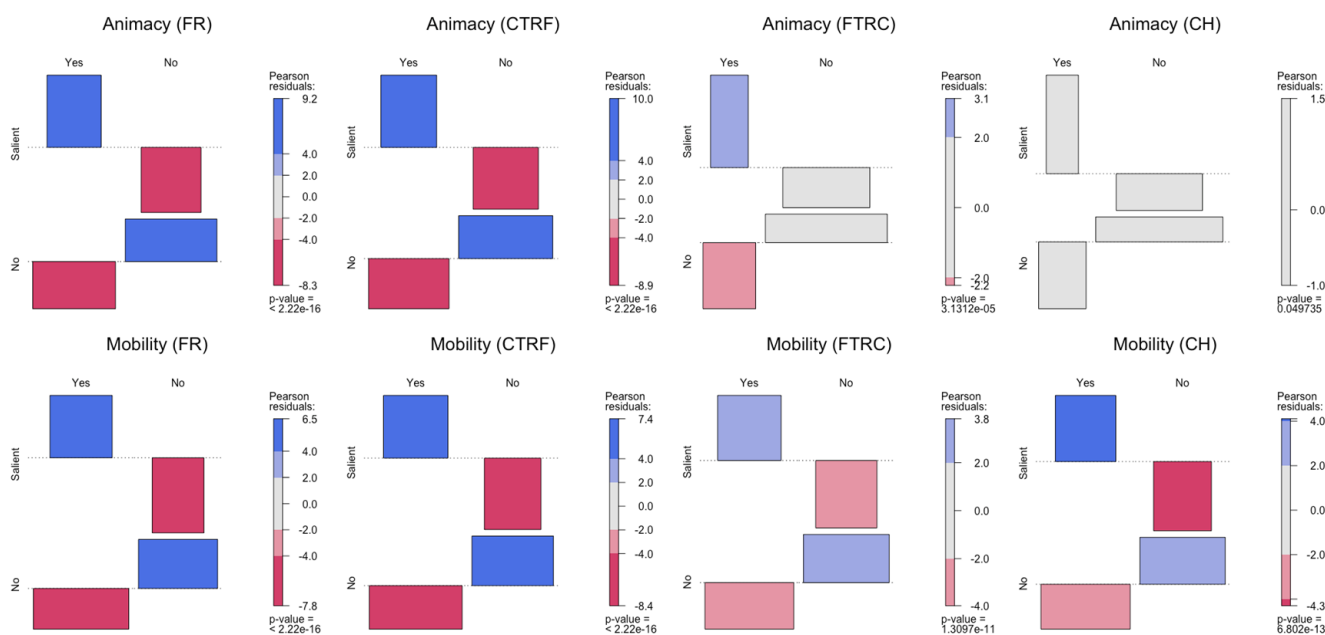 Animacy (FR)
Yes
No
Salient
No
Pearson
residuals:
9.2
4.0
2.0
0.0
-2.0
-4.0
-8.3
p-value =
< 2.22e-16
Animacy (CTRF)
Pearson
residuals:
10.0
4.0
2.0
0.0
-2.0
-4.0
-8.9
p-value =
< 2.22e-16
Animacy (FTRC)
Yes
No
Salient
No
Pearson
residuals:
3.1
2.0
0.0
-2.0
-2.2
p-value =
3.1312e-05
Animacy (CH)
Yes
No
Salient
No
Pearson
residuals:
1.5
0.0
-1.0
p-value =
0.049735
Mobility (FR)
Yes
No
Salient
No
Pearson
residuals:
6.5
4.0
2.0
0.0
-2.0
-4.0
-7.8
p-value =
< 2.22e-16
Mobility (CTRF)
Yes
No
Salient
No
Pearson
residuals:
7.4
4.0
2.0
0.0
-2.0
-4.0
-8.4
p-value =
< 2.22e-16
Mobility (FTRC)
Yes
No
Salient
No
Pearson
residuals:
3.8
2.0
0.0
-2.0
-4.0
p-value =
1.3097e-11
Mobility (CH)
Yes
No
Salient
No
Pearson
residuals:
4.0
2.0
0.0
-2.0
-4.3
p-value =
6.802e-13